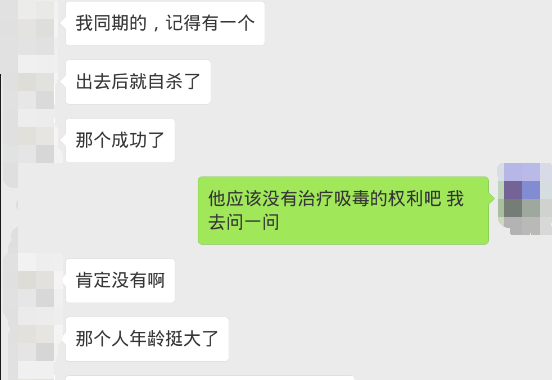 我同期的，记得有一个
出去后就自杀了
那个成功了
他应该没有治疗吸毒的权利吧 我
去问一问
肯定没有啊
那个人年龄挺大了